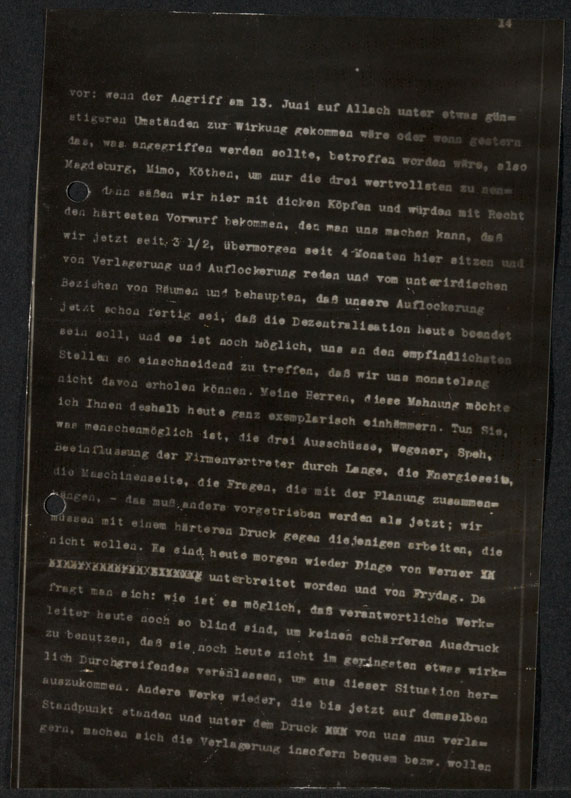 14
vor: wenn der Angriff am 13. Juni auf Allach unter etwas gün=
stigeren Umständen zur Wirkung gekommen wäre oder wenn gestern
das, was angegriffen werden sollte, betroffen worden wäre, also
Magdeburg, Mimo, Köthen, um nur die drei wertvollsten zu nen=
dann säßen wir hier mit dicken Köpfen und würden mit Recht
den härtesten Vorwurf bekommen, den man uns machen kann, daß
wir jetzt seit 3 1/2, übermorgen seit 4 Monaten hier sitzen und
von Verlagerung und Auflockerung reden und vom unterirdischen
Beziehen von Räumen und behaupten, daß unsere Auflockerung
jetzt schon fertig sei, daß die Dezentralisation heute beendet
sein soll, und es ist noch möglich, uns an den empfindlichsten
Stellen so einschneidend zu treffen, daß wir uns monatelang
nicht davon erholen können. Meine Herren, diese Mahnung möchte
ich Ihnen deshalb heute ganz exemplarisch einhämmern. Tun Sie,
was menschenmöglich ist, die drei Ausschüsse, Wegener, Speh,
Beeinflussung der Firmenvertreter durch Lange, die Energieseite,
die Maschinenseite, die Fragen, die mit der Planung zusammen=
hängen, - das muß anders vorgetrieben werden als jetzt; wir
müssen mit einem härteren Druck gegen diejenigen arbeiten, die
nicht wollen. Es sind heute morgen wieder Dinge von Werner
unterbreitet worden und von Frydag. Da
fragt man sich: wie ist es möglich, daß verantwortliche Werk=
leiter heute noch so blind sind, um keinen schärferen Ausdruck
zu benutzen, daß sie noch heute nicht im geringsten etwas wirk=
lich Durchgreifendes veranlassen, um aus dieser Situation her=
auszukommen. Andere Werke wieder, die bis jetzt auf demselben
Standpunkt standen und unter dem Druck von uns nun verla=
gern, machen sich die Verlagerung insofern bequem bezw. wollen